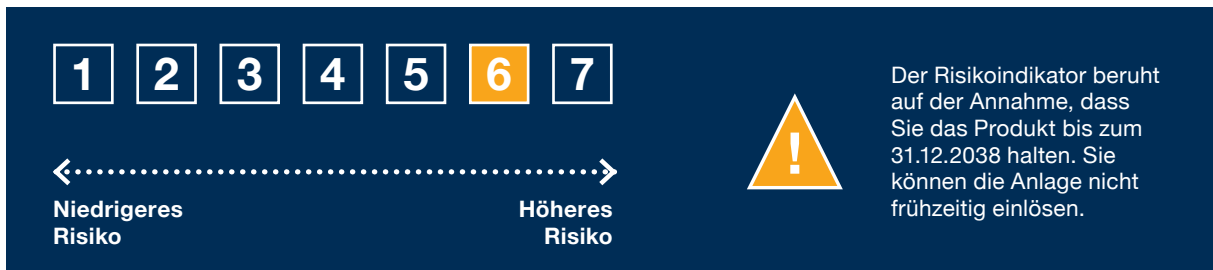 1 2 3 4 5 6 7
Niedrigeres
Risiko
Höheres
Risiko
!
Der Risikoindikator beruht
auf der Annahme, dass
Sie das Produkt bis zum
31.12.2038 halten. Sie
können die Anlage nicht
frühzeitig einlösen.